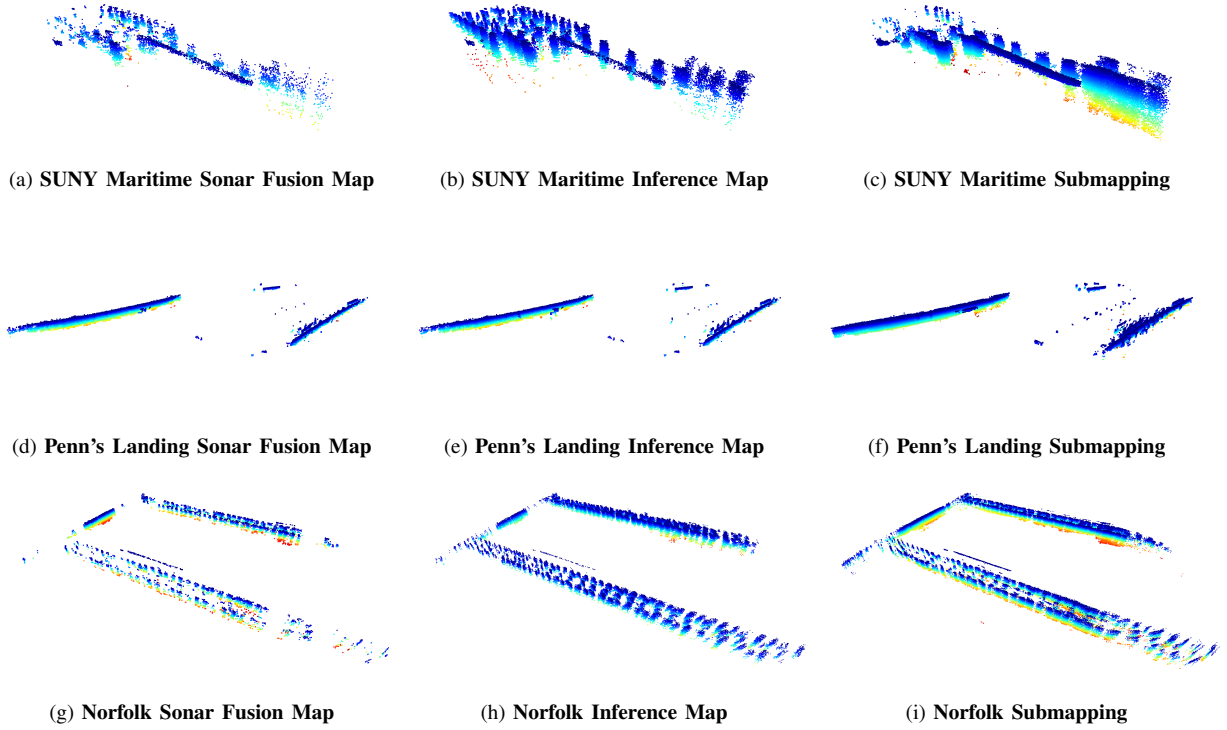 (a) SUNY Maritime Sonar Fusion Map
(b) SUNY Maritime Inference Map
(c) SUNY Maritime Submapping
(d) Penn's Landing Sonar Fusion Map
(e) Penn's Landing Inference Map
(f) Penn's Landing Submapping
(g) Norfolk Sonar Fusion Map
(h) Norfolk Inference Map
(i) Norfolk Submapping